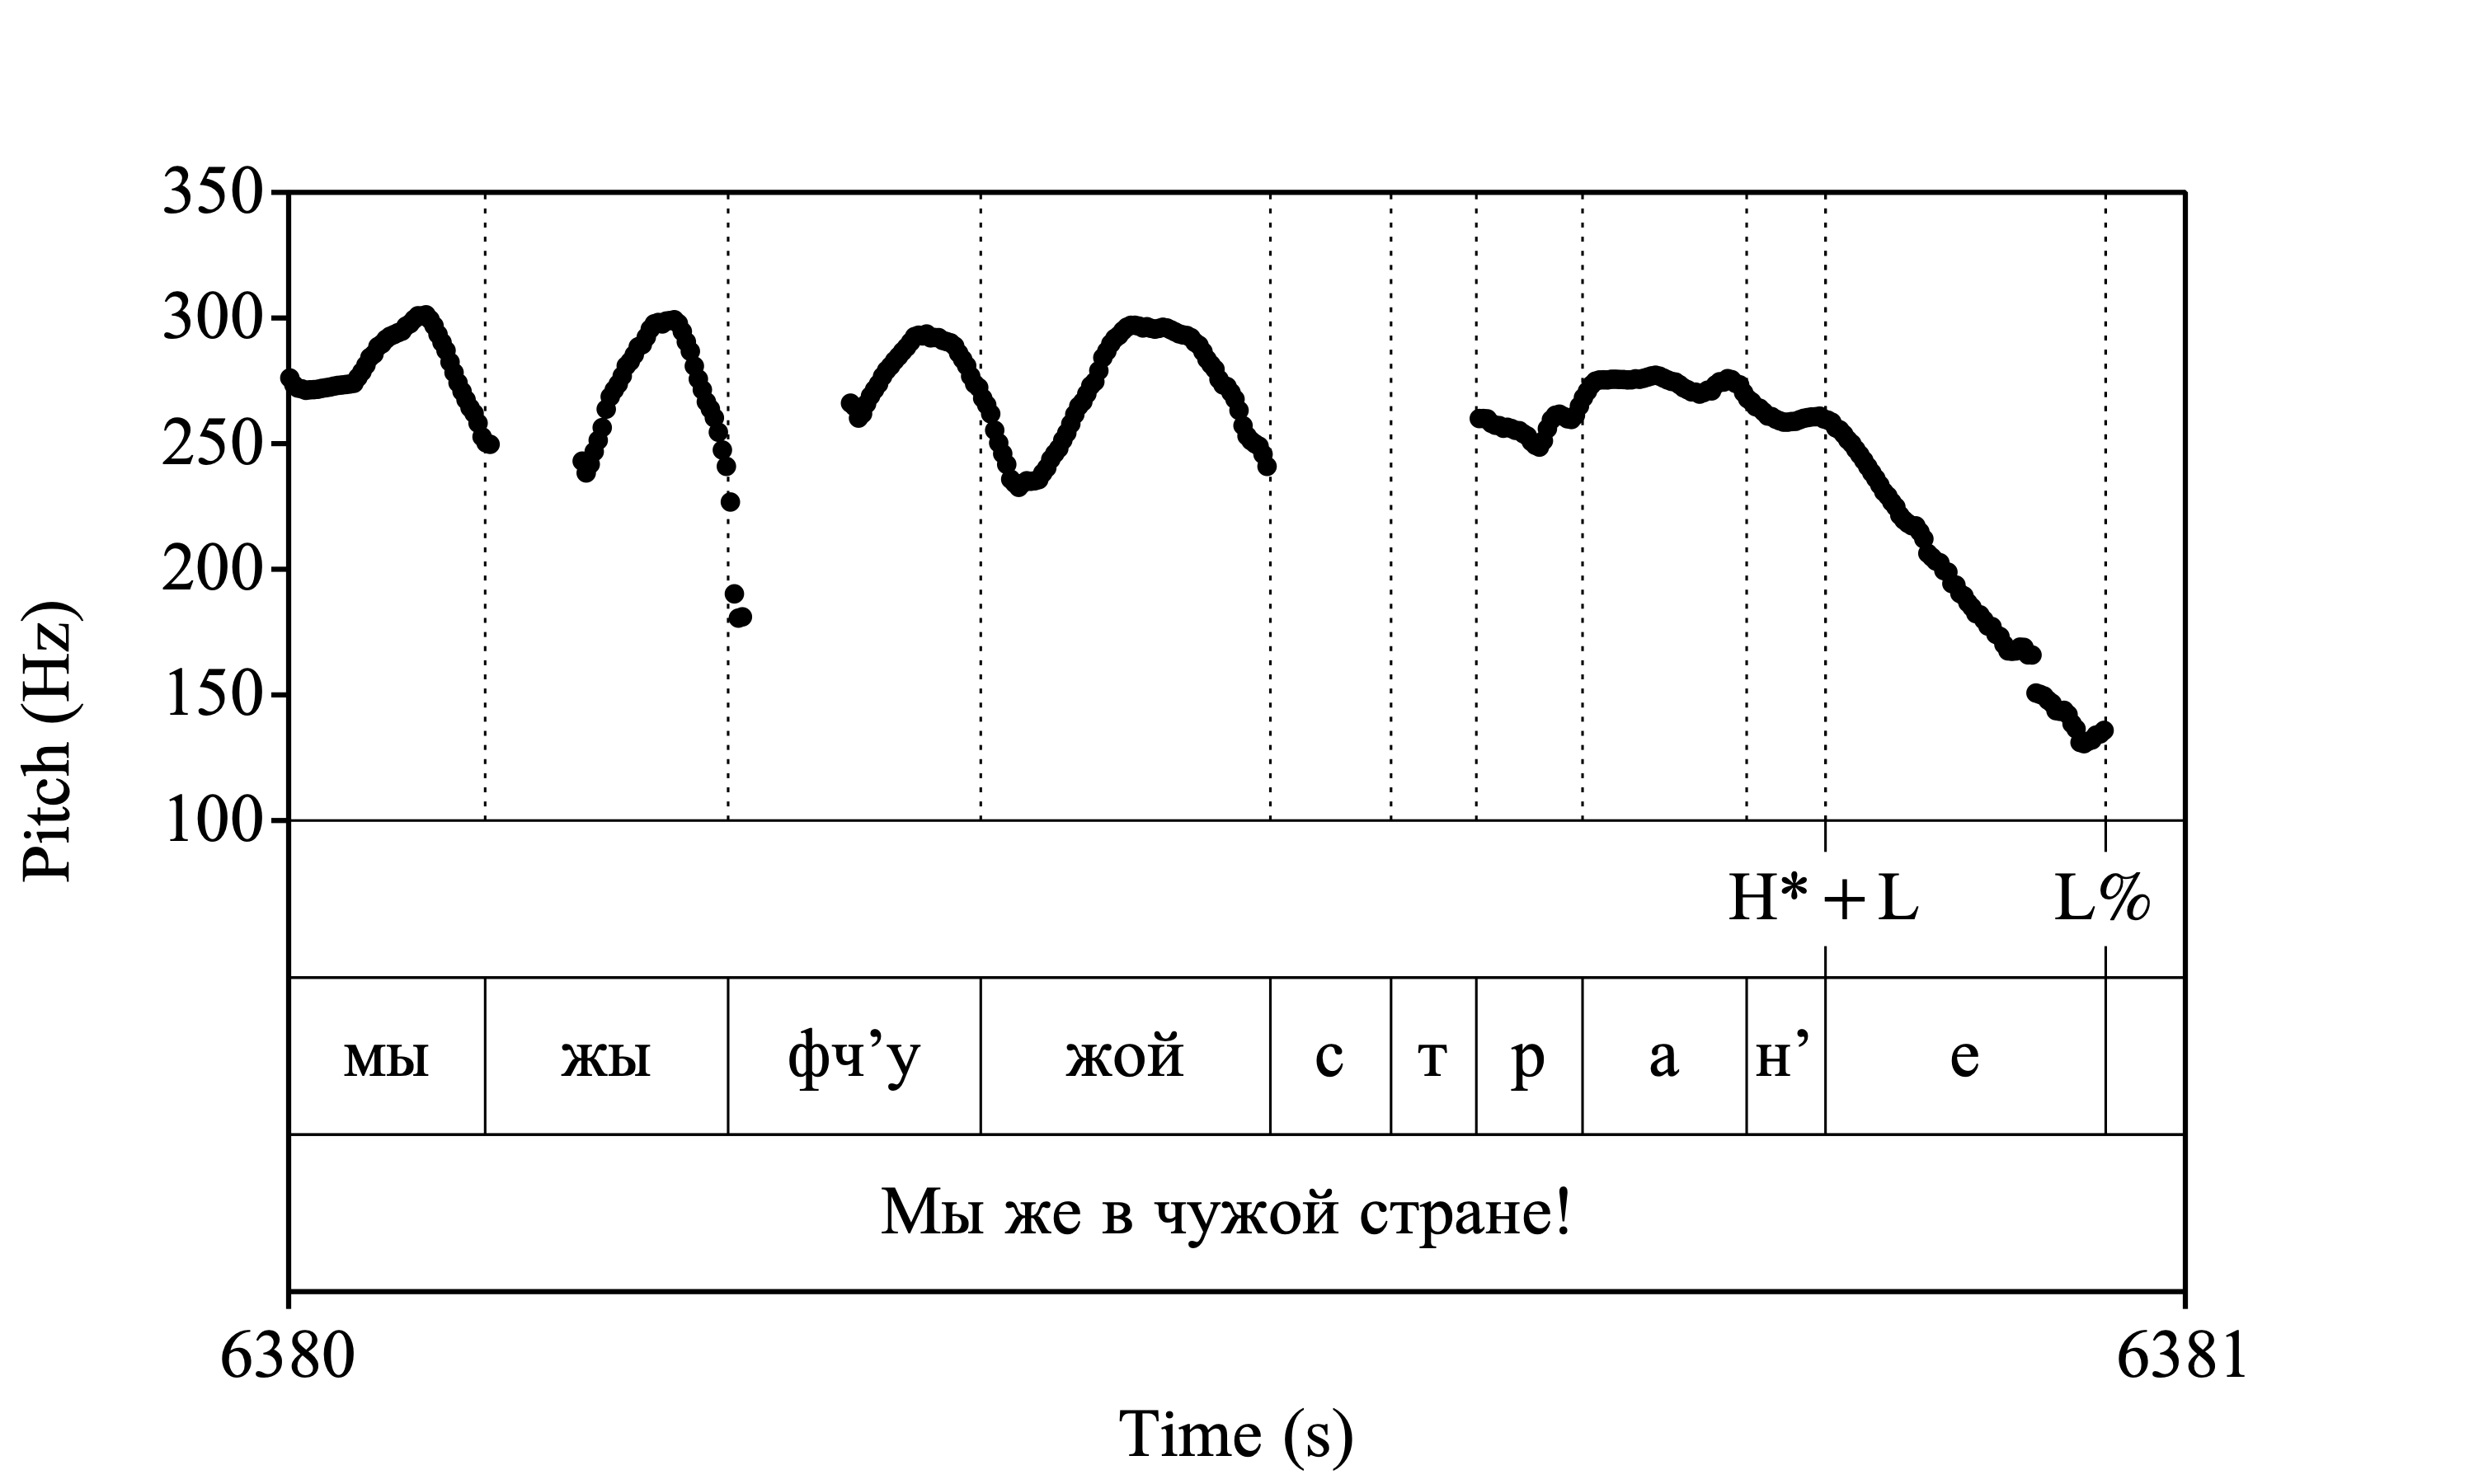 350
300
250
200
150
100
Pitch (Hz)
H*+L L%
мы жы фч’у жой с т р а н’ е
Мы же в чужой стране!
6380 6381
Time (s)